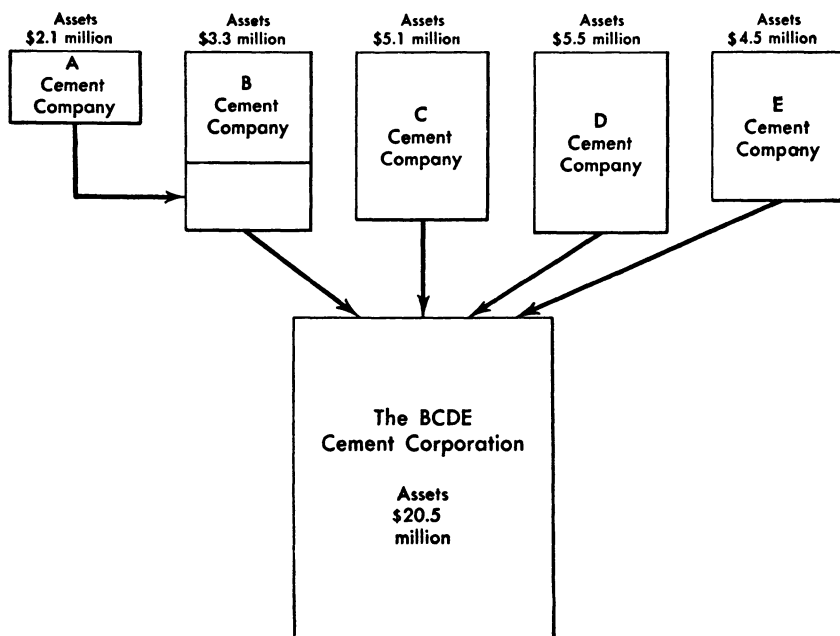 Assets
$2.1 million
A
Cement
Company
Assets
$3.3 million
B
Cement
Company
Assets
$5.1 million
C
Cement
Company
Assets
$5.5 million
D
Cement
Company
Assets
$4.5 million
E
Cement
Company
The BCDE
Cement Corporation
Assets
$20.5
million